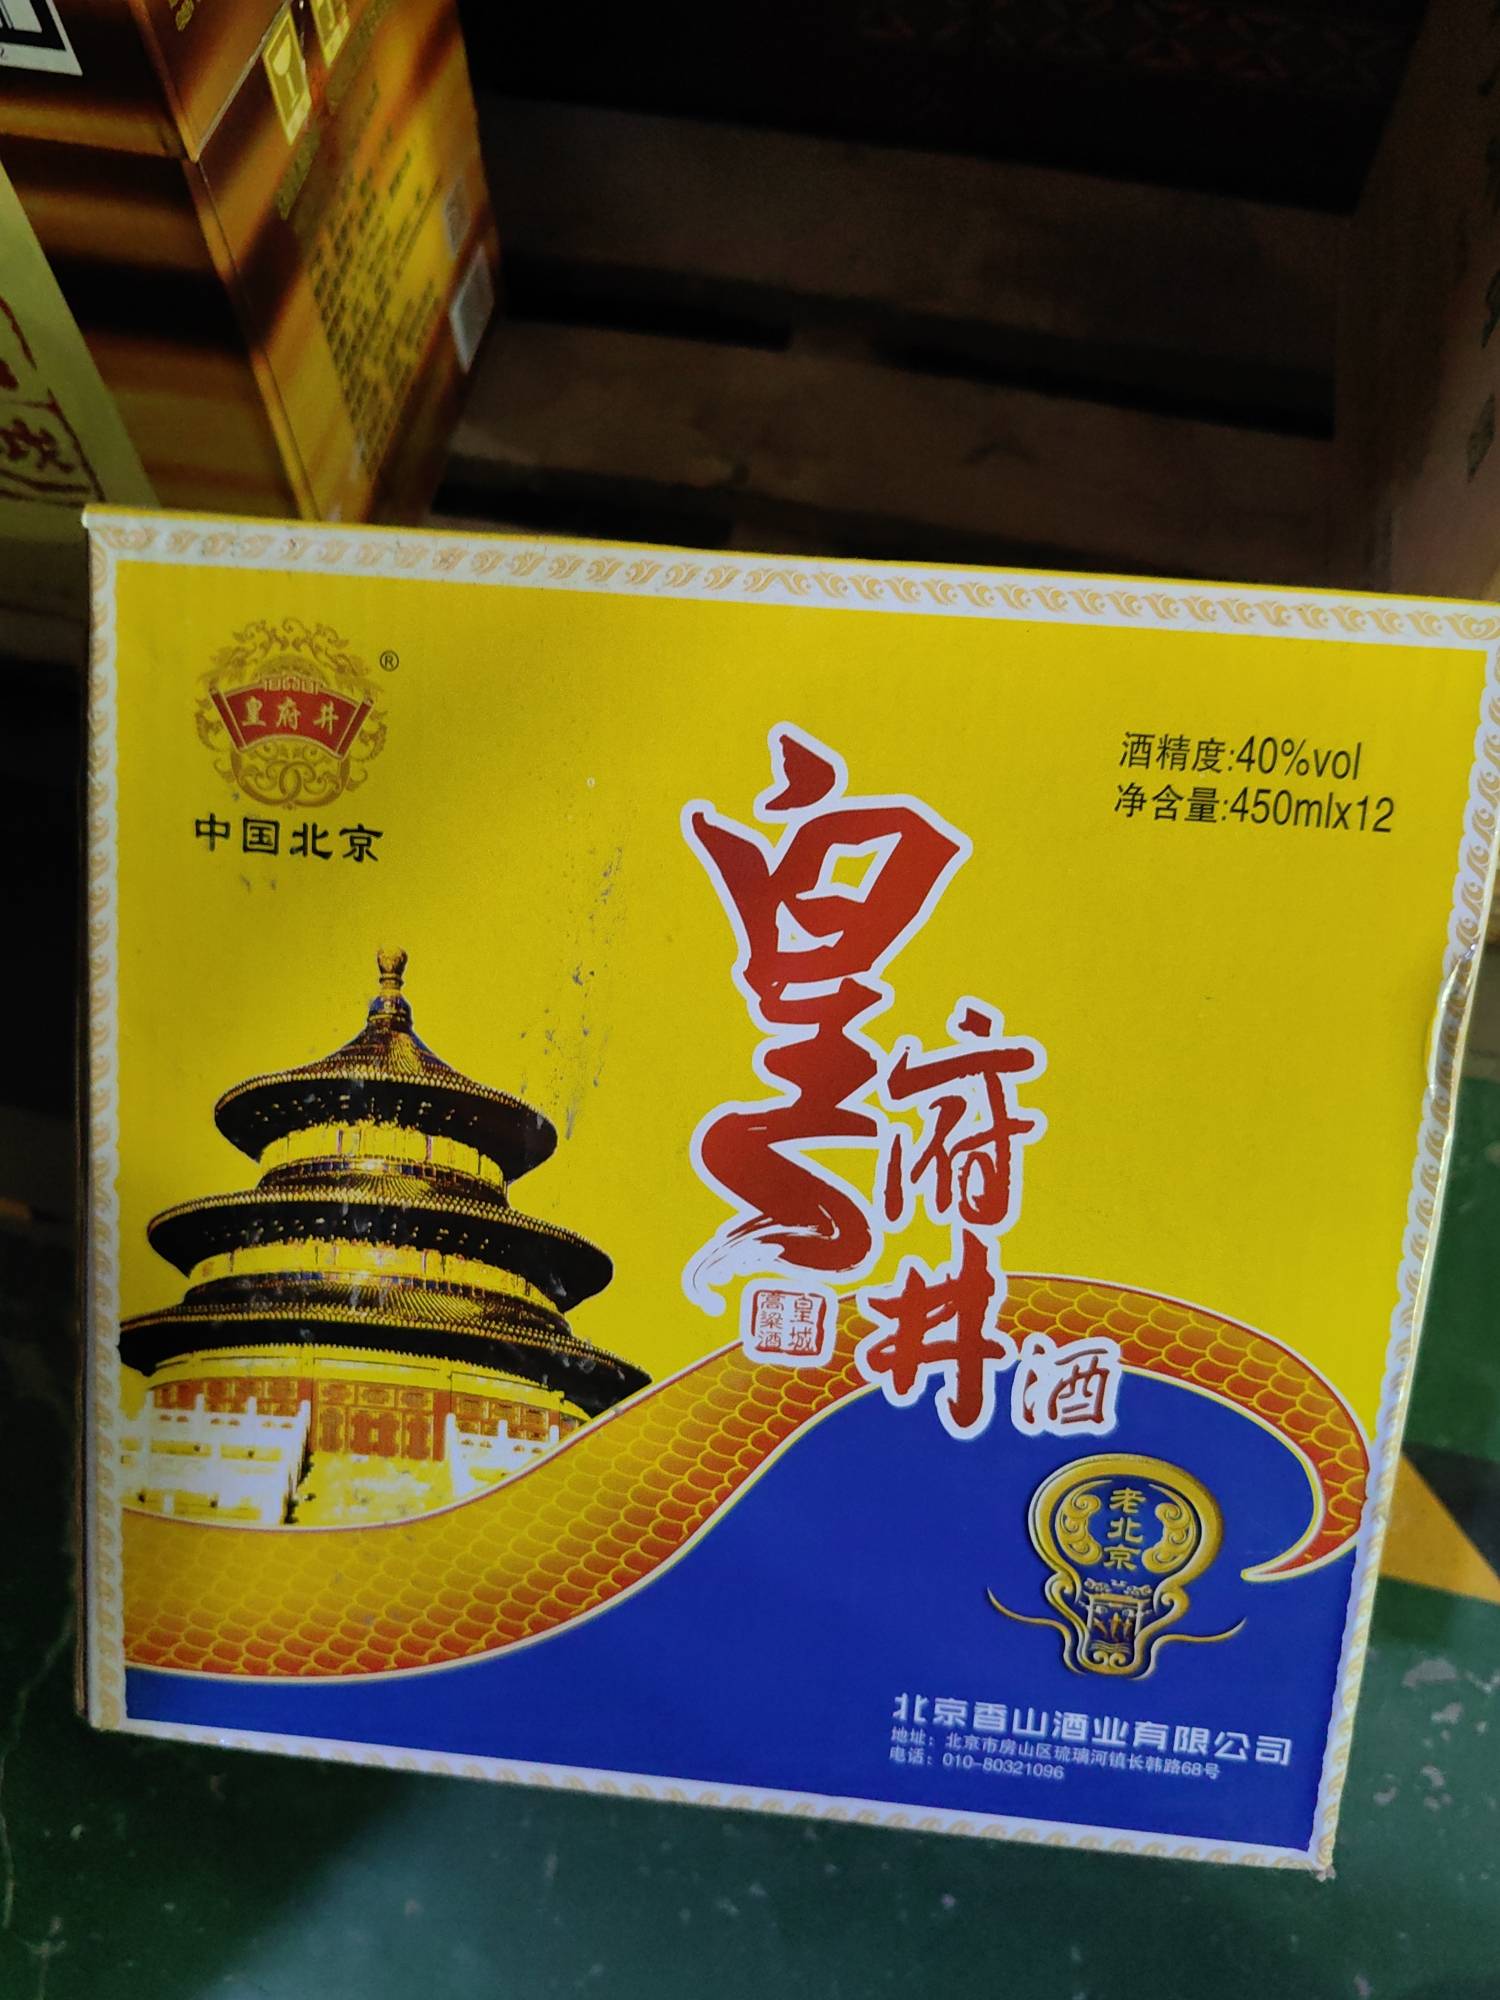 皇府井
®
中国北京
酒精度:40%vol
净含量:450mlx12
皇府井酒
皇城
高粱酒
老北京
北京香山酒业有限公司
地址：北京市房山区琉璃河镇长韩路68号
电话：010-80321096